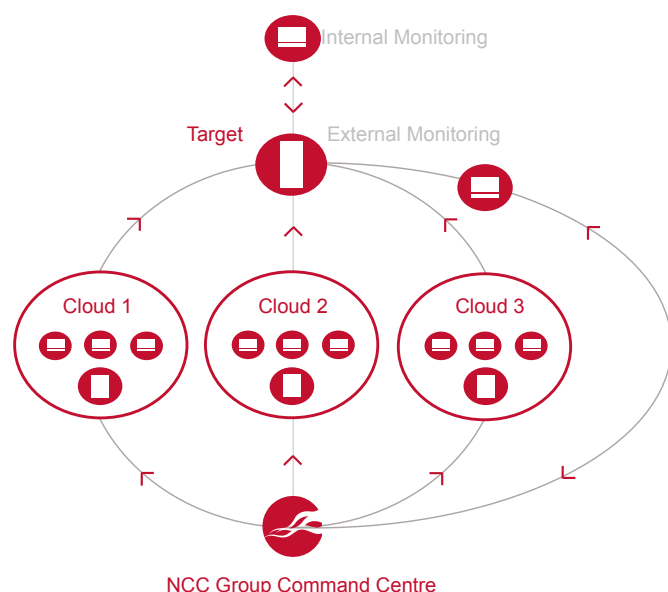 Internal Monitoring
Target
External Monitoring
Cloud 1
Cloud 2
Cloud 3
NCC Group Command Centre